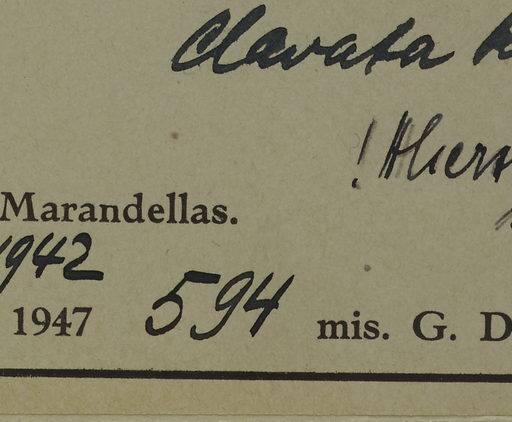 Clavata
Marandellas.
1942
1947 594 mis. G. D